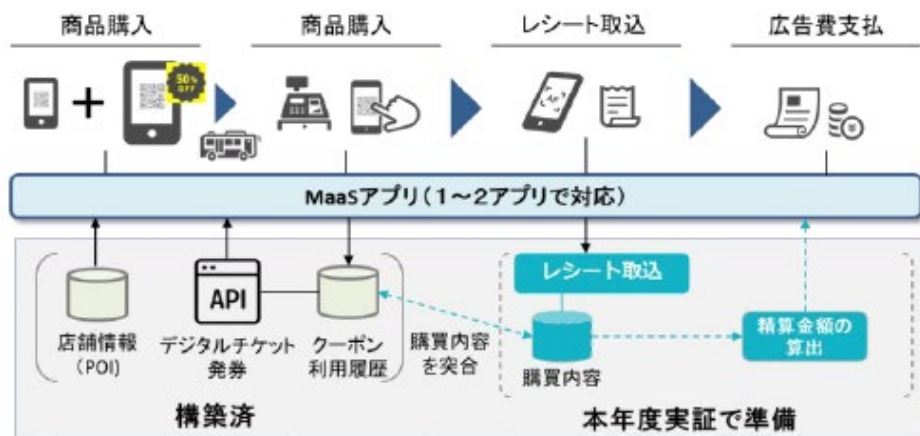 商品購入
商品購入
レシート取込
広告費支払
50%
OFF
MaaSアプリ(1~2アプリで対応)
レシート取込
API
店舗情報
(POI)
デジタルチケット
発券
クーポン
利用履歴
購買内容
を突合
購買内容
精算金額の
算出
構築済
本年度実証で準備